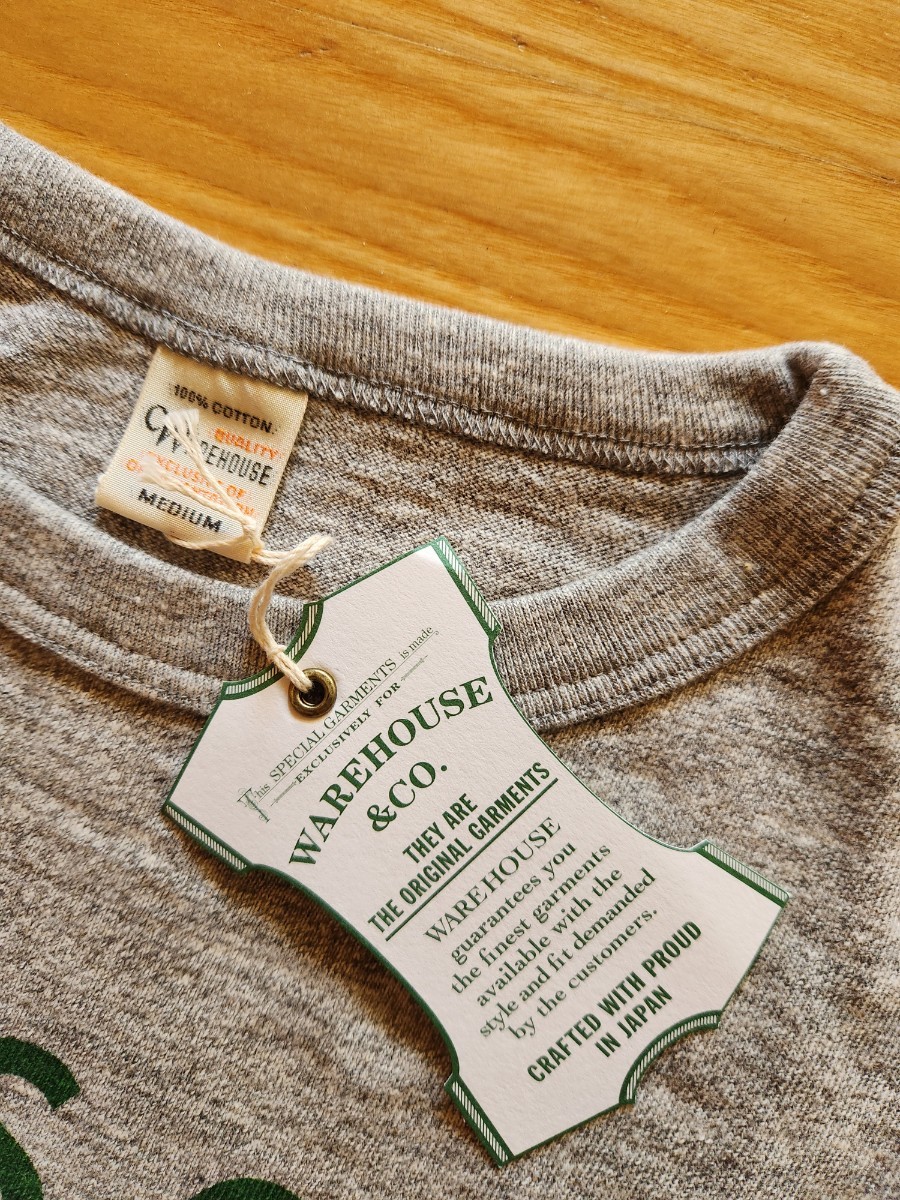 100% COTTON.
QUALITY
WAREHOUSE
EXCLUSIVE OF
MEDIUM
This SPECIAL GARMENTS is made
EXCLUSIVELY FOR
WAREHOUSE
&CO.
THEY ARE
THE ORIGINAL GARMENTS
WAREHOUSE
guarantees you
the finest garments
available with the
style and fit demanded
by the customers.
CRAFTED WITH PROUD
IN JAPAN